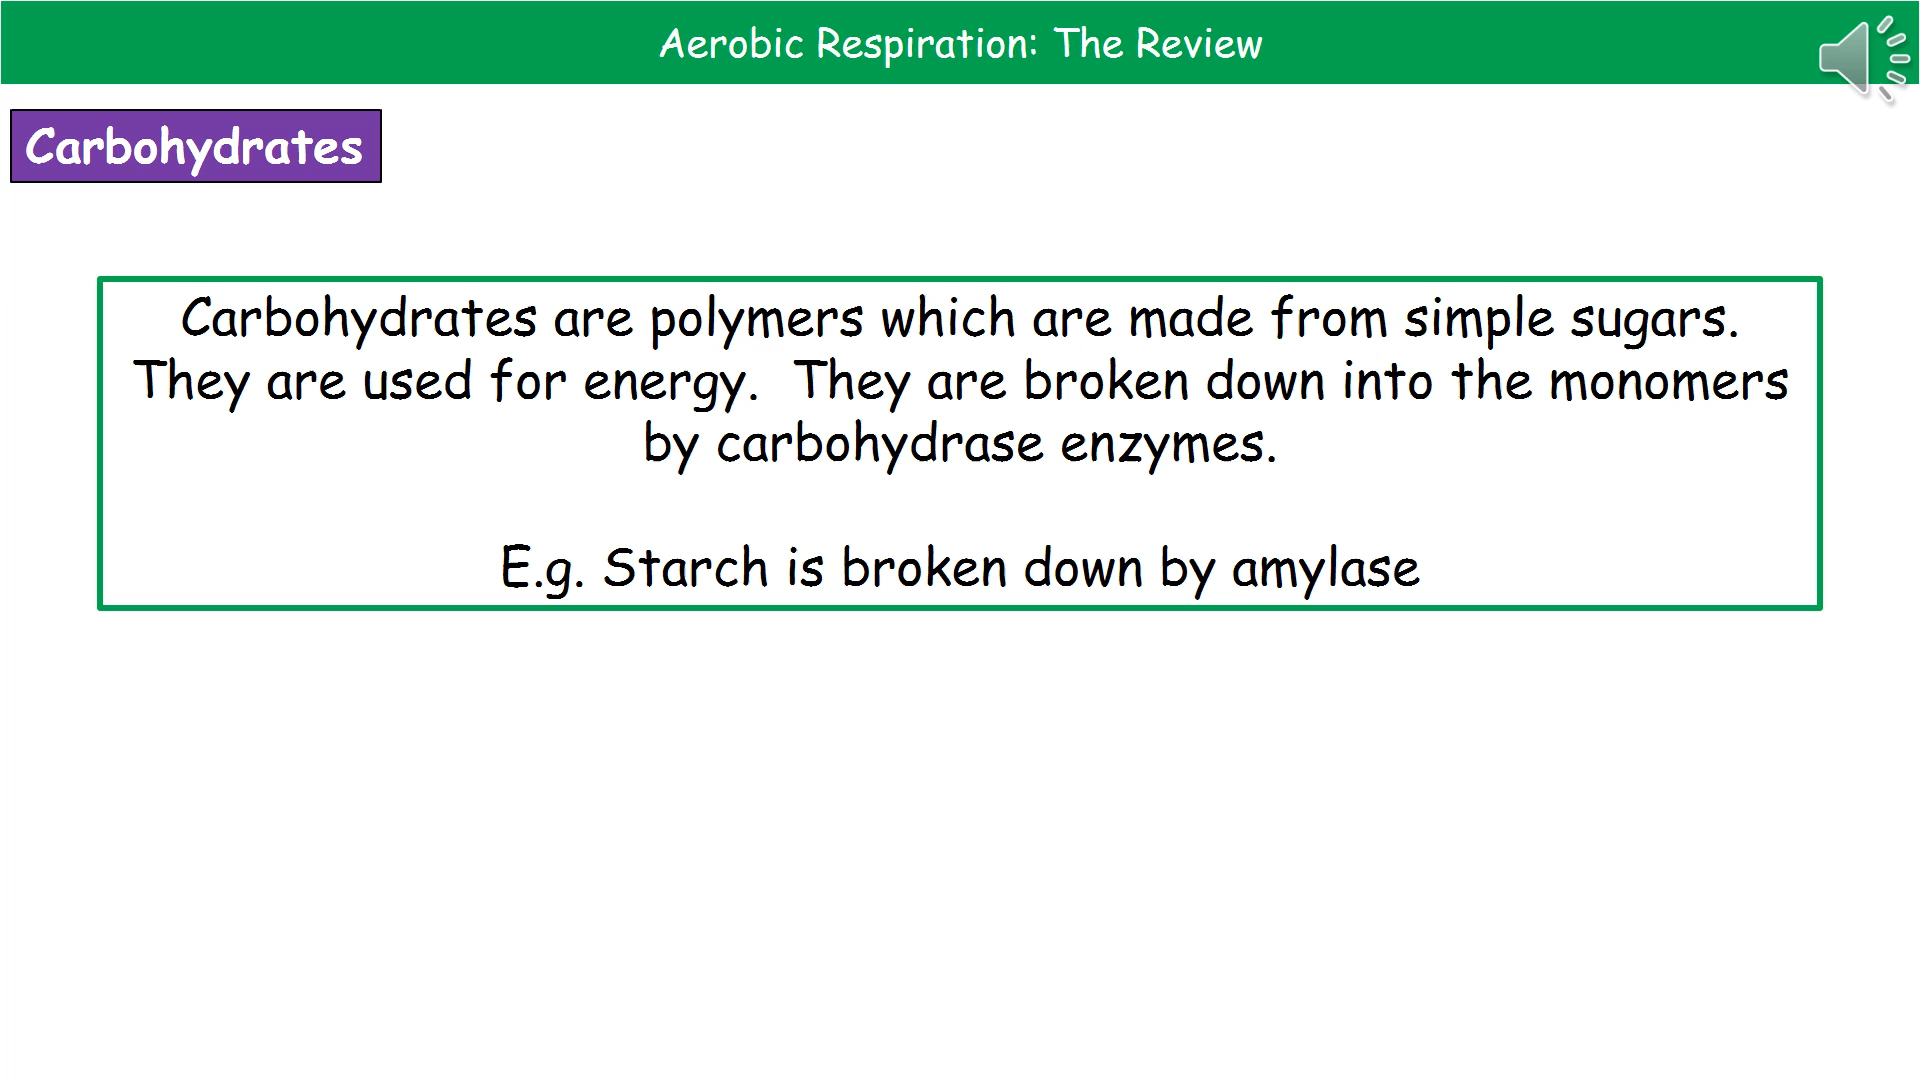 Aerobic Respiration: The Review
Carbohydrates
Carbohydrates are polymers which are made from simple sugars.
They are used for energy.  They are broken down into the monomers
by carbohydrase enzymes.
E.g. Starch is broken down by amylase